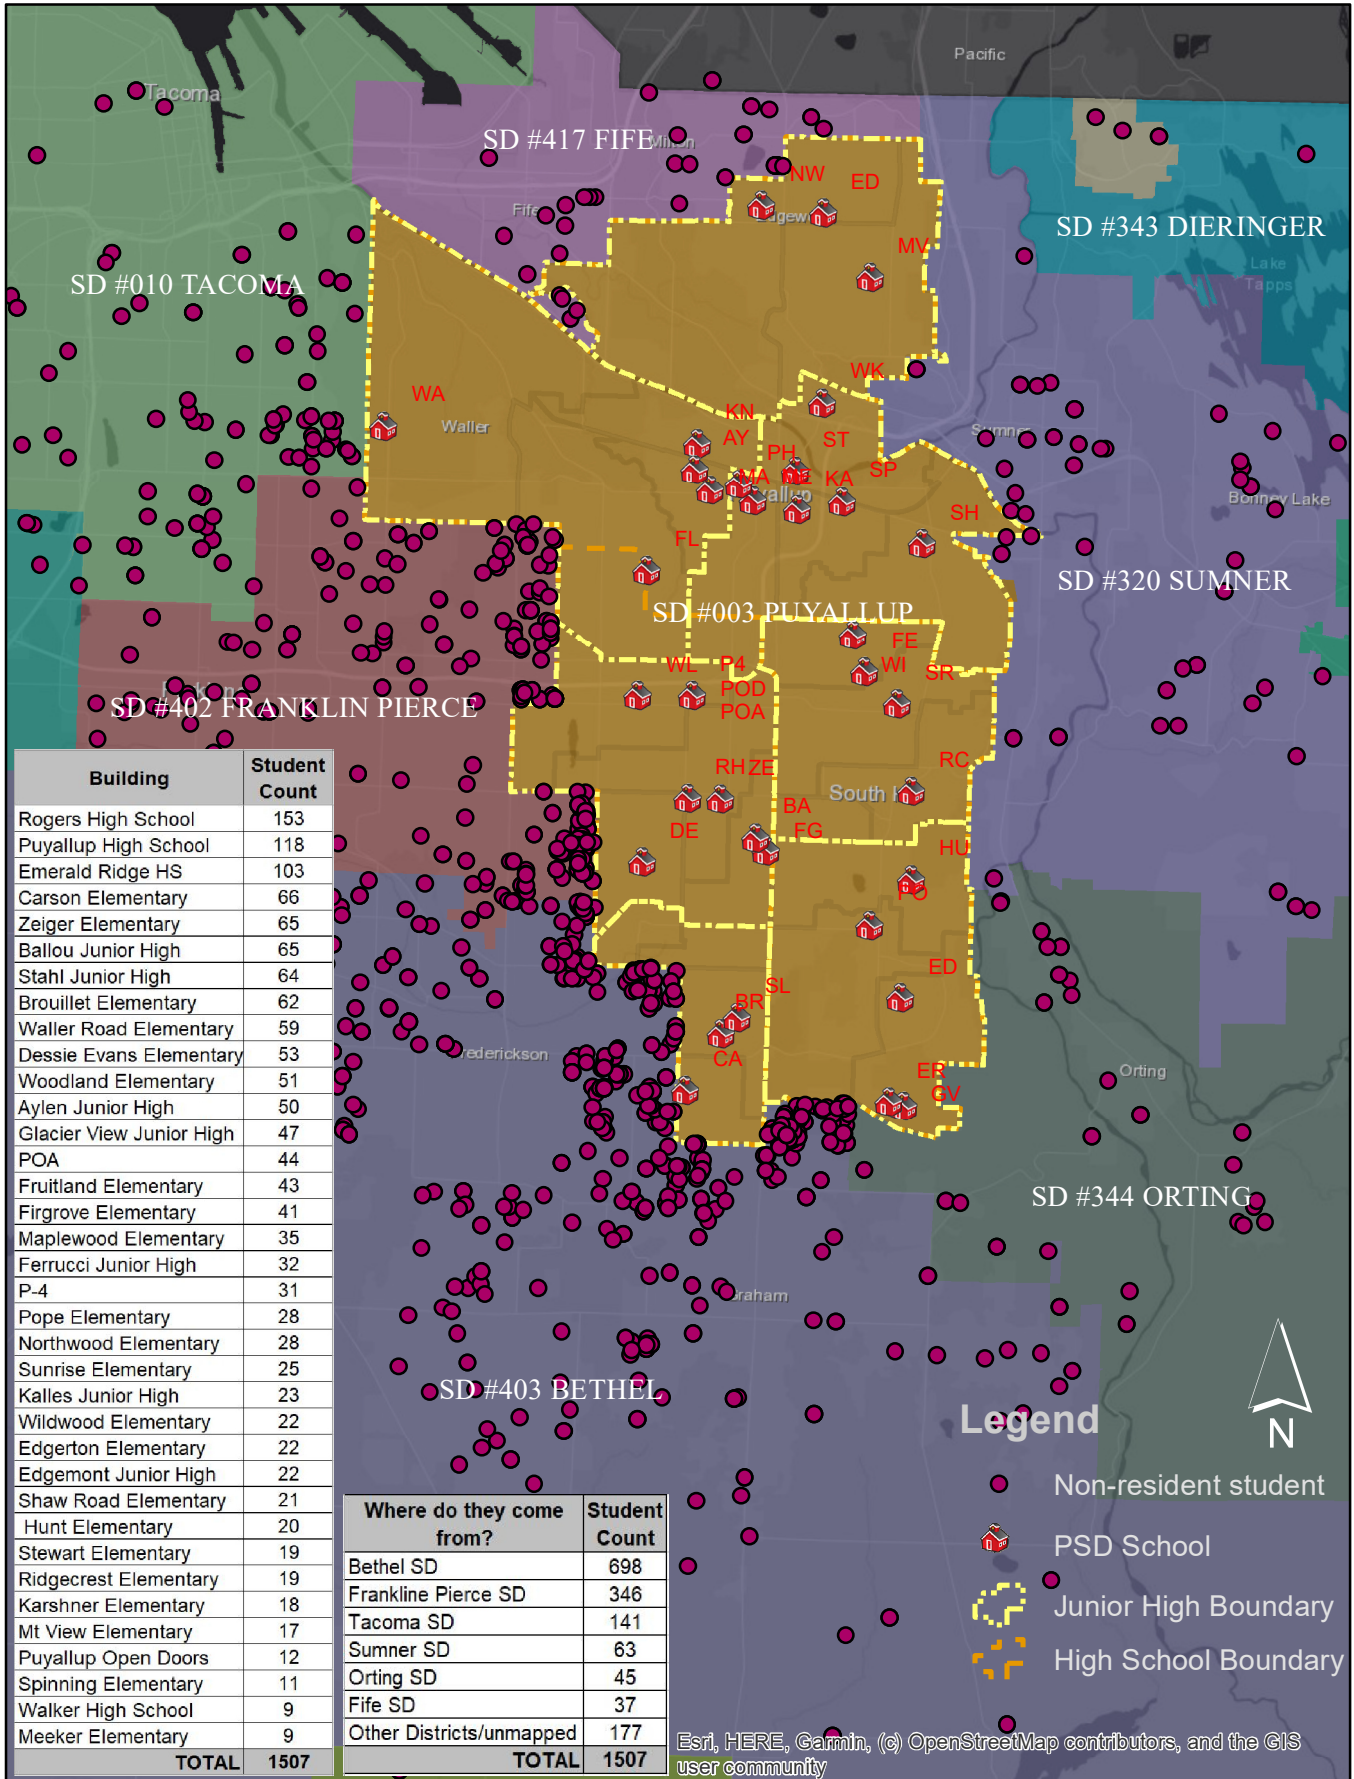 Pacific
Tacoma
SD #417 FIFE
Milton
NW
ED
Fife
SD #343 DIERINGER
MV
Lake
Tapps
SD #010 TACOMA
WK
WA
KN
Waller
AY
ST
Sumner
PH
SP
MA
KA
Bonney Lake
SH
FL
SD #320 SUMNER
SD #003 PUYALLUP
FE
WL
P4
WI
SR
POD
POA
SD #402 FRANKLIN PIERCE
RH
ZE
RC
South
BA
DE
FG
HU
PO
ED
SL
BR
Frederickson
CA
ER
Orting
GV
SD #344 ORTING
Graham
SD #403 BETHEL
Building Student Count
Rogers High School 153
Puyallup High School 118
Emerald Ridge HS 103
Carson Elementary 66
Zeiger Elementary 65
Ballou Junior High 65
Stahl Junior High 64
Brouillet Elementary 62
Waller Road Elementary 59
Dessie Evans Elementary 53
Woodland Elementary 51
Aylen Junior High 50
Glacier View Junior High 47
POA 44
Fruitland Elementary 43
Firgrove Elementary 41
Maplewood Elementary 35
Ferrucci Junior High 32
P-4 31
Pope Elementary 28
Northwood Elementary 28
Sunrise Elementary 25
Kalles Junior High 23
Wildwood Elementary 22
Edgerton Elementary 22
Edgemont Junior High 22
Shaw Road Elementary 21
Hunt Elementary 20
Stewart Elementary 19
Ridgecrest Elementary 19
Karshner Elementary 18
Mt View Elementary 17
Puyallup Open Doors 12
Spinning Elementary 11
Walker High School 9
Meeker Elementary 9
TOTAL 1507
Where do they come from? Student Count
Bethel SD 698
Frankline Pierce SD 346
Tacoma SD 141
Sumner SD 63
Orting SD 45
Fife SD 37
Other Districts/unmapped 177
TOTAL 1507
Legend
N
Non-resident student
PSD School
Junior High Boundary
High School Boundary
Esri, HERE, Garmin, (c) OpenStreetMap contributors, and the GIS
user community